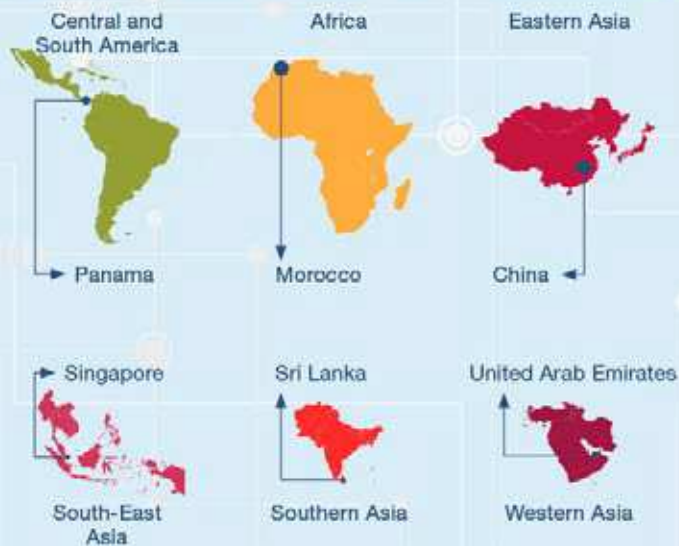 Central and
South America
Africa
Eastern Asia
Panama
Morocco
China
Singapore
Sri Lanka
United Arab Emirates
South-East
Asia
Southern Asia
Western Asia